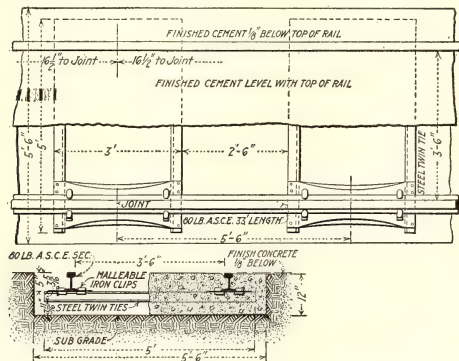 FINISHED CEMENT 1/8" BELOW TOP OF RAIL
16 1/2" to Joint
16 1/2" to Joint
FINISHED CEMENT LEVEL WITH TOP OF RAIL
5'-6"
5'
3'
2'-6"
3'-6"
STEEL TWIN TIE
JOINT
60 LB. A.S.C.E. 33' LENGTH
5'-6"
60 LB. A.S.C.E. SEC.
3'-6"
FINISH CONCRETE
1/8" BELOW
MALLEABLE
IRON CLIPS
STEEL TWIN TIES
12"
SUB GRADE
5'
5'-6"